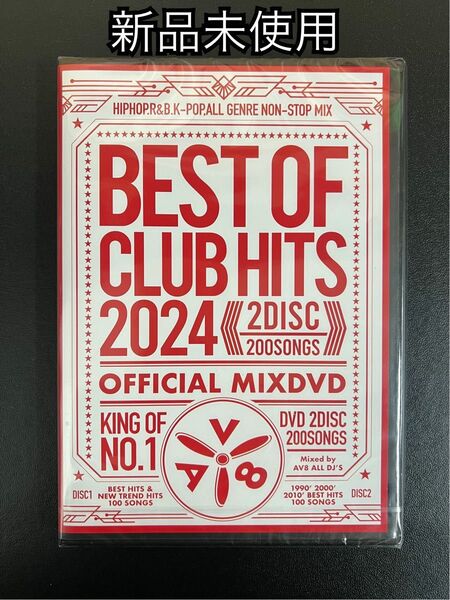 新品未使用
HIPHOP.R&B.K-POP.ALL GENRE NON-STOP MIX
BEST OF
CLUB HITS
2024
2DISC
200SONGS
OFFICIAL MIXDVD
KING OF
NO.1
AV8
DVD 2DISC
200SONGS
Mixed by
AV8 ALL DJ'S
DISC1
BEST HITS &
NEW TREND HITS
100 SONGS
1990' 2000'
2010' BEST HITS
100 SONGS
DISC2